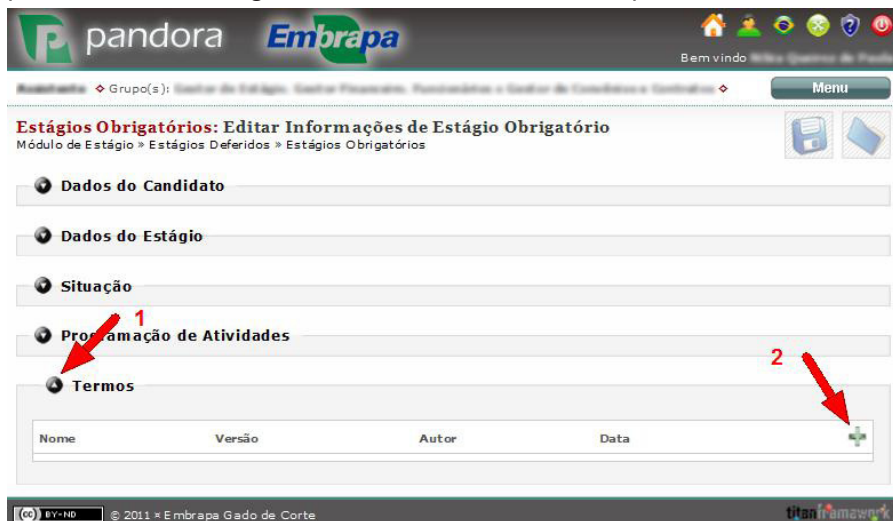 pandora Embrapa
Bem vindo
Grupo(s):
Menu
Estágios Obrigatórios: Editar Informações de Estágio Obrigatório
Módulo de Estágio » Estágios Deferidos » Estágios Obrigatórios
Dados do Candidato
Dados do Estágio
Situação
1
Programação de Atividades
2
Termos
Nome Versão Autor Data
(cc) BY-ND © 2011 × Embrapa Gado de Corte titanframework